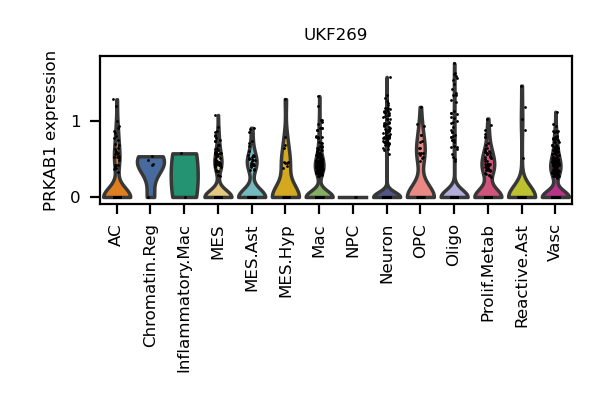 UKF269
PRKAB1 expression
1
0
AC
Chromatin.Reg
Inflammatory.Mac
MES
MES.Ast
MES.Hyp
Mac
NPC
Neuron
OPC
Oligo
Prolif.Metab
Reactive.Ast
Vasc